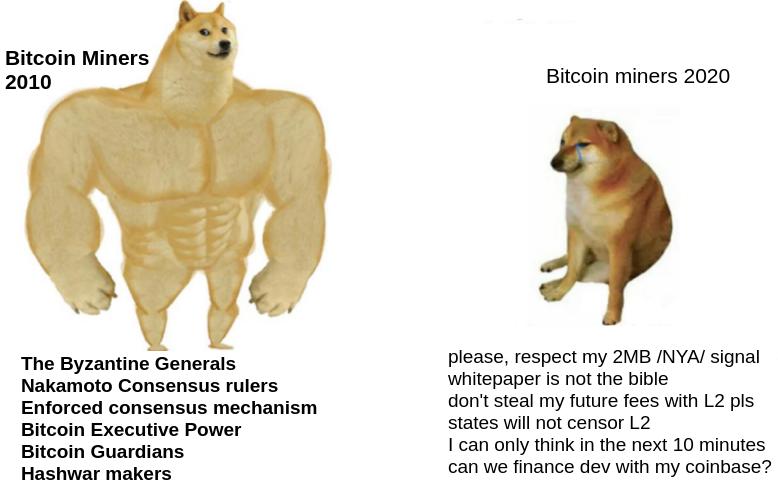 Bitcoin Miners
2010
The Byzantine Generals
Nakamoto Consensus rulers
Enforced consensus mechanism
Bitcoin Executive Power
Bitcoin Guardians
Hashwar makers
Bitcoin miners 2020
please, respect my 2MB /NYA/ signal
whitepaper is not the bible
don't steal my future fees with L2 pls
states will not censor L2
I can only think in the next 10 minutes
can we finance dev with my coinbase?